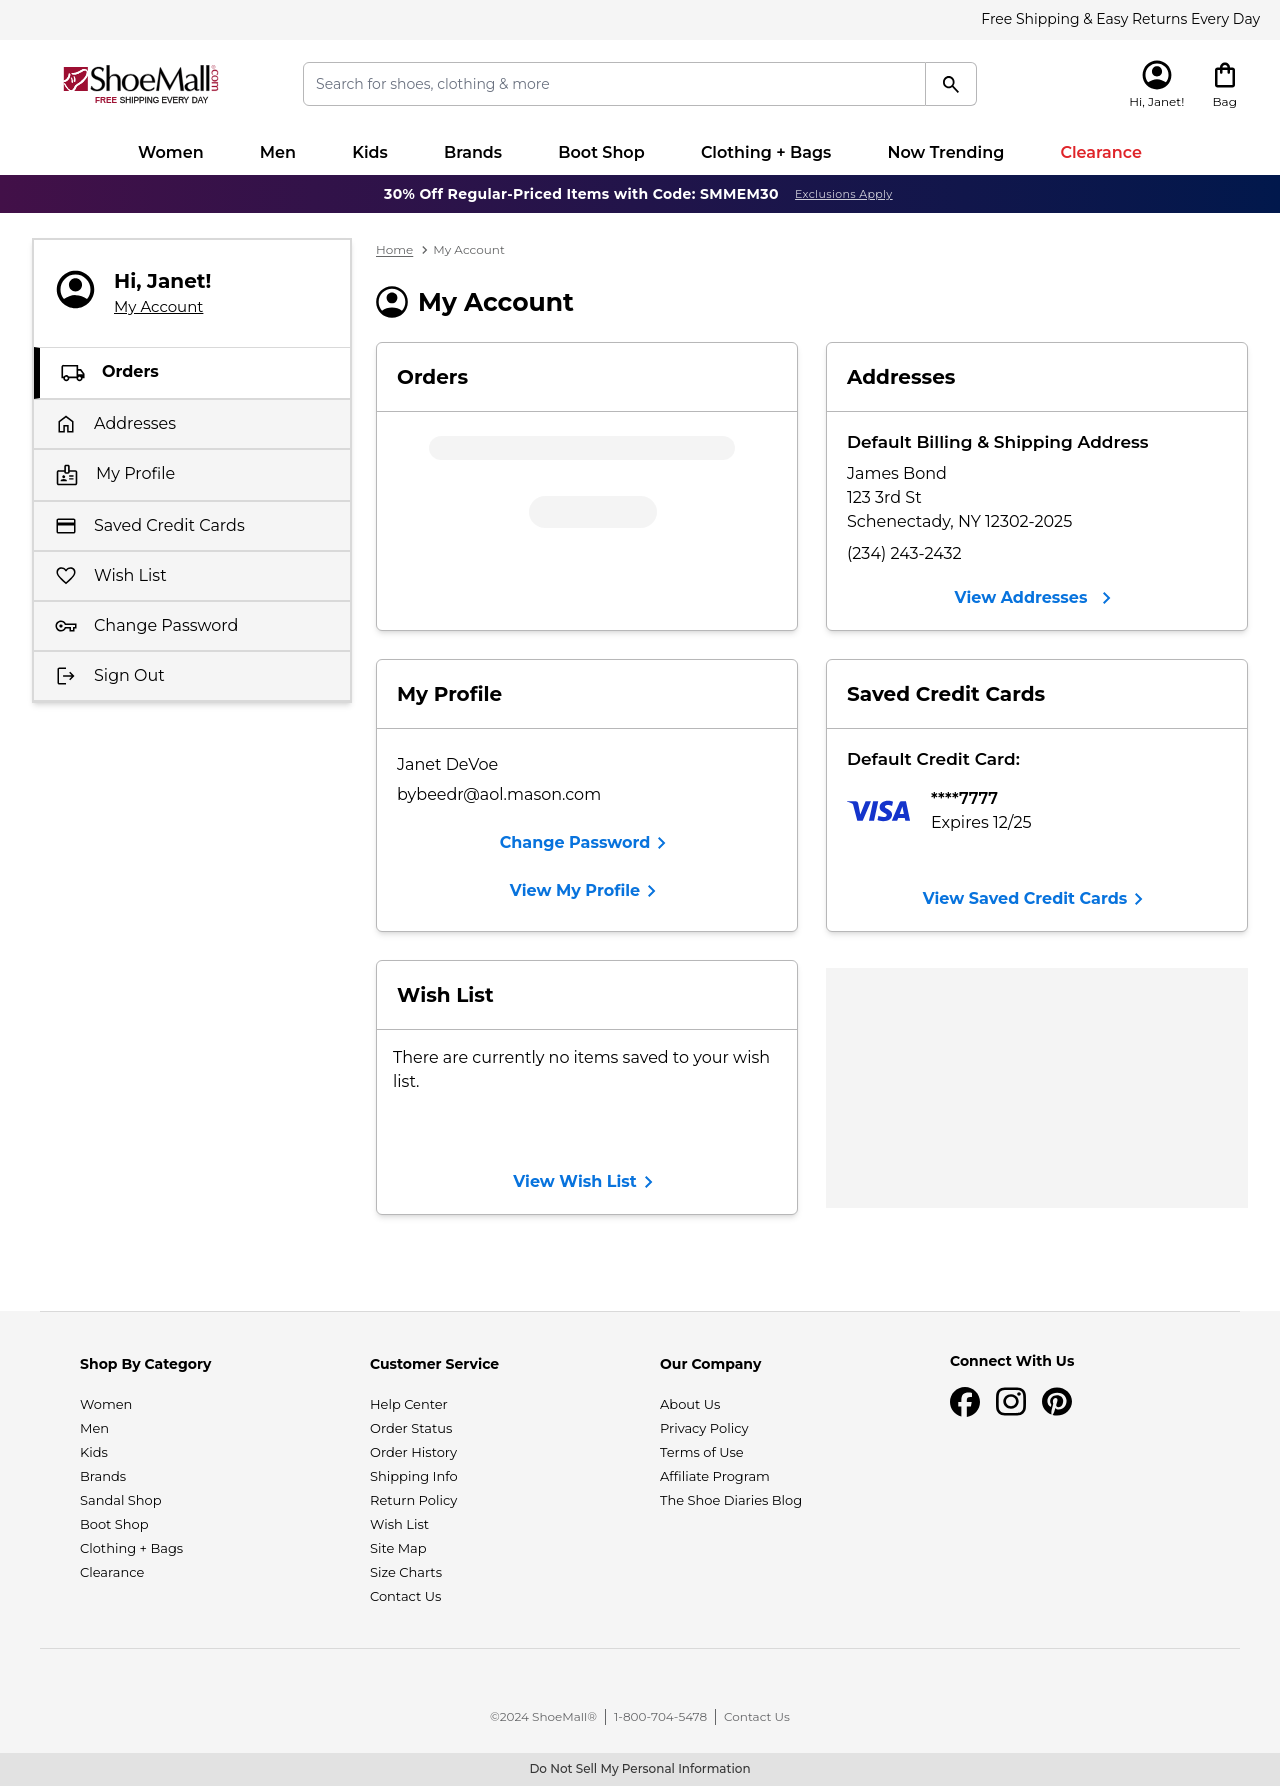 Free Shipping & Easy Returns Every Day
ShoeMall.com
FREE SHIPPING EVERY DAY
Search for shoes, clothing & more
Hi, Janet!
Bag
Women
Men
Kids
Brands
Boot Shop
Clothing + Bags
Now Trending
Clearance
30% Off Regular-Priced Items with Code: SMMEM30 Exclusions Apply
Hi, Janet!
My Account
Orders
Addresses
My Profile
Saved Credit Cards
Wish List
Change Password
Sign Out
Home > My Account
My Account
Orders
Addresses
Default Billing & Shipping Address
James Bond
123 3rd St
Schenectady, NY 12302-2025
(234) 243-2432
View Addresses
My Profile
Janet DeVoe
bybeedr@aol.mason.com
Change Password
View My Profile
Saved Credit Cards
Default Credit Card:
VISA
****7777
Expires 12/25
View Saved Credit Cards
Wish List
There are currently no items saved to your wish
list.
View Wish List
Shop By Category
Women
Men
Kids
Brands
Sandal Shop
Boot Shop
Clothing + Bags
Clearance
Customer Service
Help Center
Order Status
Order History
Shipping Info
Return Policy
Wish List
Site Map
Size Charts
Contact Us
Our Company
About Us
Privacy Policy
Terms of Use
Affiliate Program
The Shoe Diaries Blog
Connect With Us
©2024 ShoeMall® | 1-800-704-5478 | Contact Us
Do Not Sell My Personal Information